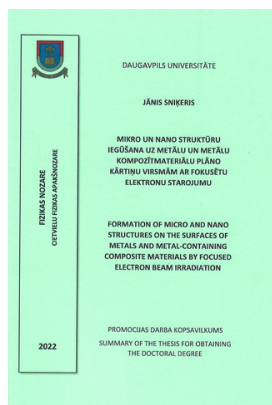 DAUGAVPILS UNIVERSITĀTE
JĀNIS SNIĶERIS
MIKRO UN NANO STRUKTŪRU
IEGŪŠANA UZ METĀLU UN METĀLU
KOMPOZĪTMATERIĀLU PLĀNO
KĀRTIŅU VIRSMĀM AR FOKUSĒTU
ELEKTRONU STAROJUMU
FORMATION OF MICRO AND NANO
STRUCTURES ON THE SURFACES OF
METALS AND METAL-CONTAINING
COMPOSITE MATERIALS BY FOCUSED
ELECTRON BEAM IRRADIATION
PROMOCIJAS DARBA KOPSAVILKUMS
SUMMARY OF THE THESIS FOR OBTAINING
THE DOCTORAL DEGREE
FIZIKAS NOZARE
CIETVIELU FIZIKAS APAKŠNOZARE
2022